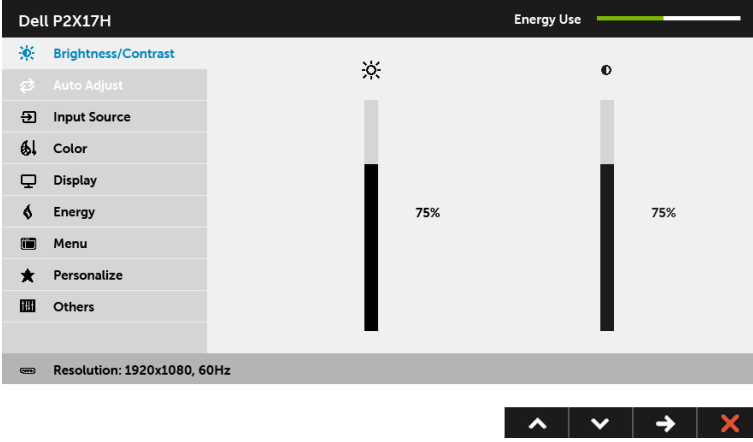 Dell P2X17H
Energy Use
Brightness/Contrast
Auto Adjust
Input Source
Color
Display
Energy
Menu
Personalize
Others
75%
75%
Resolution: 1920x1080, 60Hz